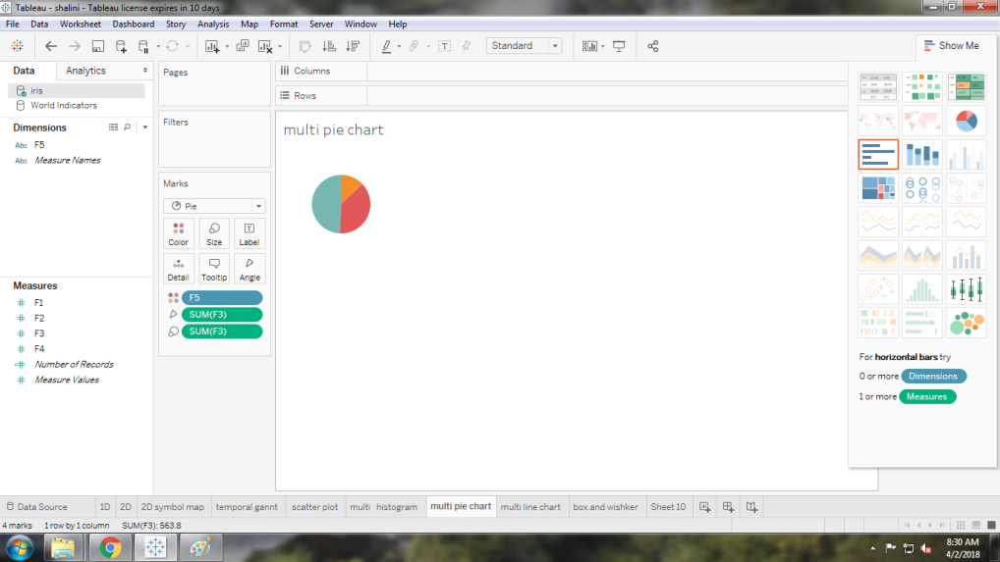 Tableau - shalini - Tableau license expires in 10 days
File Data Worksheet Dashboard Story Analysis Map Format Server Window Help
Standard
Show Me
Data Analytics
iris
World Indicators
Dimensions
Abc F5
Abc Measure Names
Measures
F1
F2
F3
F4
Number of Records
Measure Values
Pages
Filters
Marks
Pie
Color Size Label
Detail Tooltip Angle
F5
SUM(F3)
SUM(F3)
Columns
Rows
multi pie chart
For horizontal bars try
0 or more Dimensions
1 or more Measures
Data Source 1D 2D 2D symbol map temporal gannt scatter plot multi histogram multi pie chart multi line chart box and wishker Sheet 10
4 marks 1 row by 1 column SUM(F3): 563.8
8:30 AM
4/2/2018